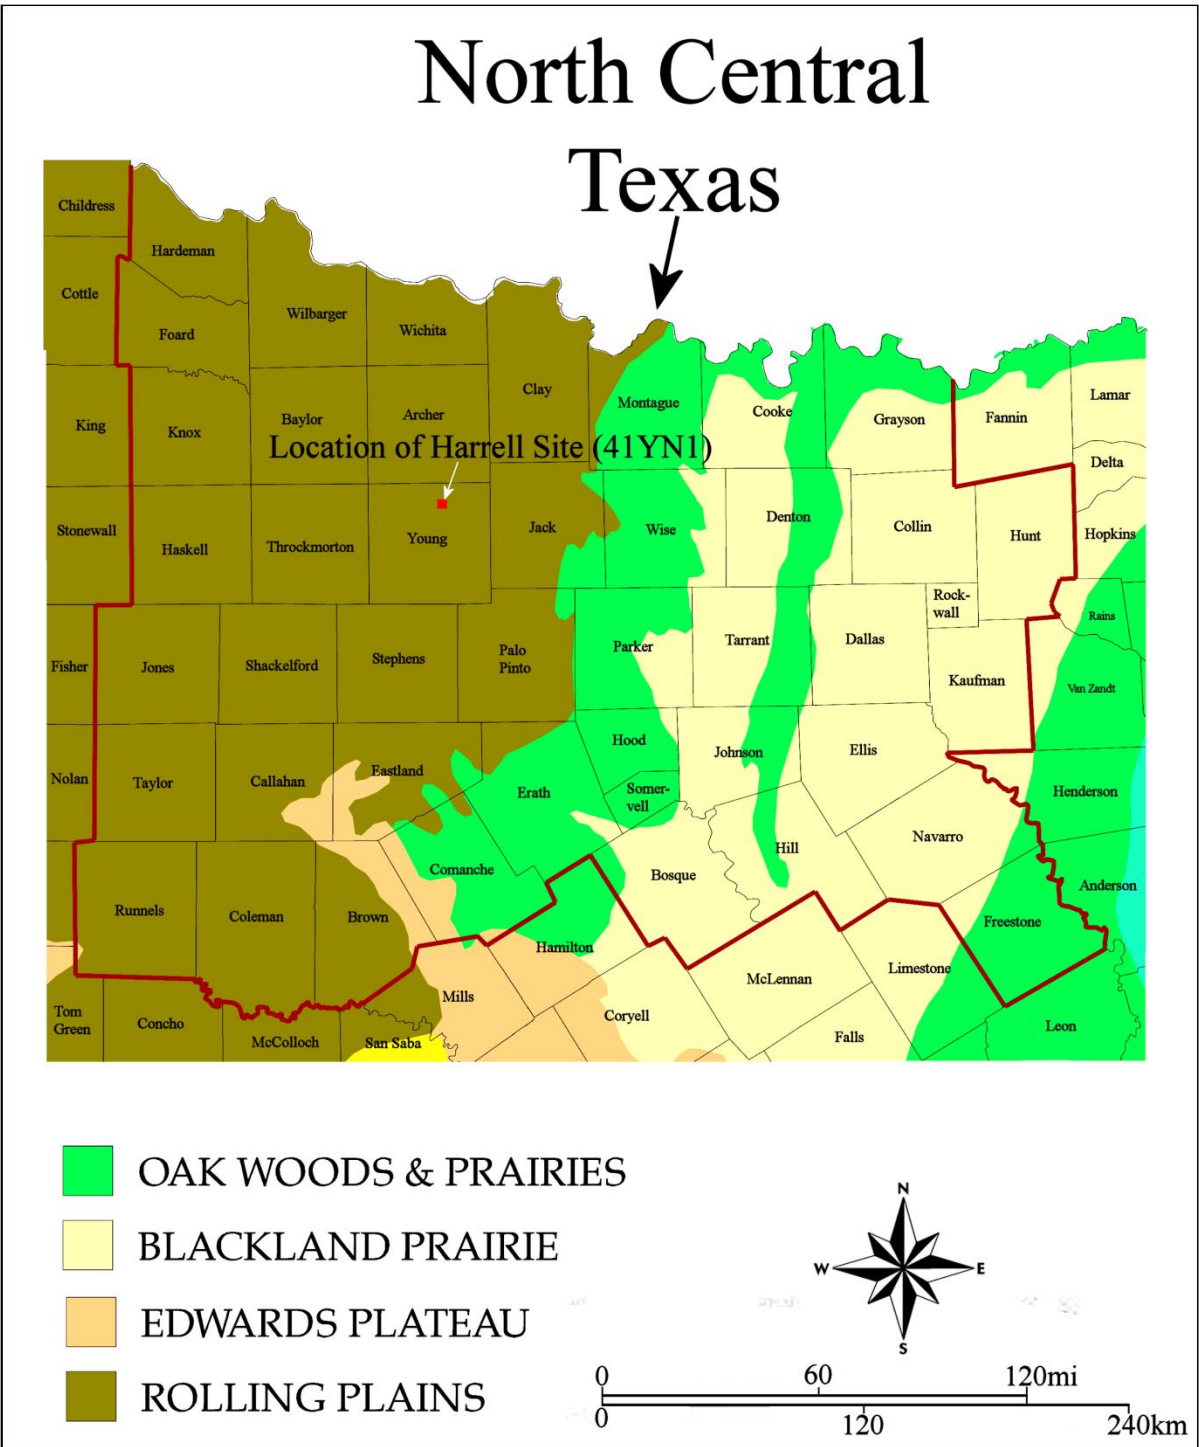 North Central
Texas
Childress
Hardeman
Cottle
Wilbarger
Foard
Wichita
Clay
Lamar
Montague
Cooke
Grayson
Fannin
King
Knox
Baylor
Archer
Location of Harrell Site (41YN1)
Delta
Stonewall
Haskell
Throckmorton
Young
Jack
Wise
Denton
Collin
Hunt
Hopkins
Rock-
wall
Rains
Fisher
Jones
Shackelford
Stephens
Palo
Pinto
Parker
Tarrant
Dallas
Kaufman
Van Zandt
Nolan
Taylor
Callahan
Eastland
Erath
Hood
Somer-
vell
Johnson
Ellis
Henderson
Comanche
Bosque
Hill
Navarro
Anderson
Runnels
Coleman
Brown
Hamilton
Freestone
Limestone
McLennan
Mills
Coryell
Tom
Green
Concho
McColloch
San Saba
Falls
Leon
OAK WOODS & PRAIRIES
BLACKLAND PRAIRIE
EDWARDS PLATEAU
ROLLING PLAINS
N
W
E
S
0 60 120mi
0 120 240km